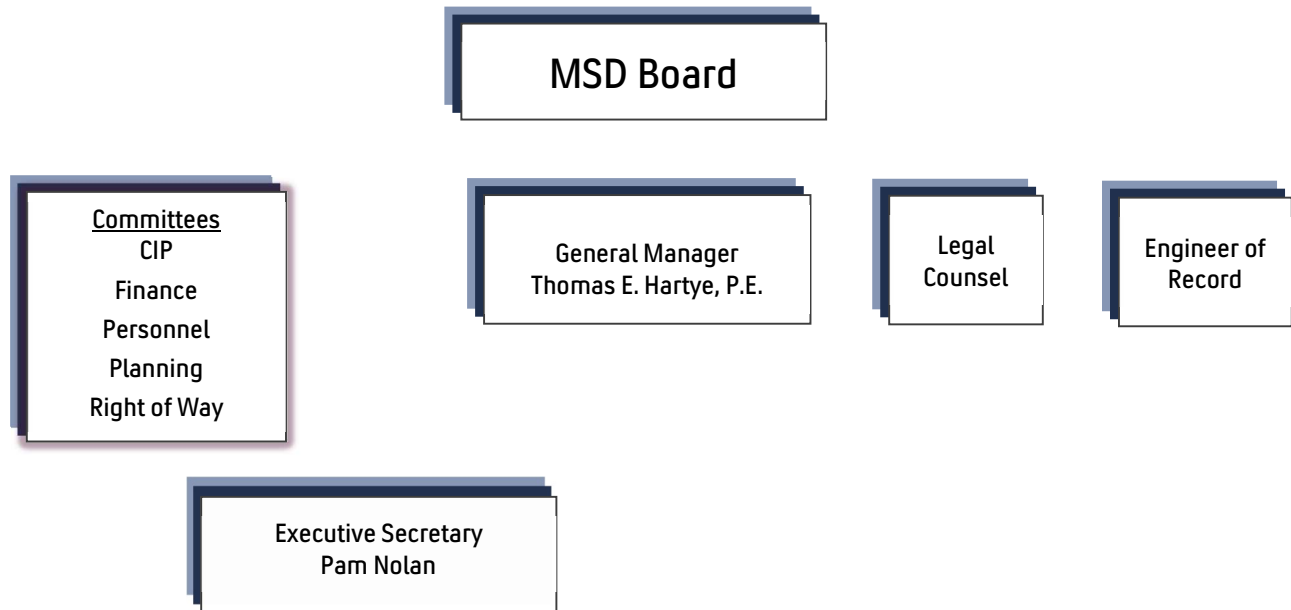 MSD Board
Committees
CIP
Finance
Personnel
Planning
Right of Way
General Manager
Thomas E. Hartye, P.E.
Legal
Counsel
Engineer of
Record
Executive Secretary
Pam Nolan